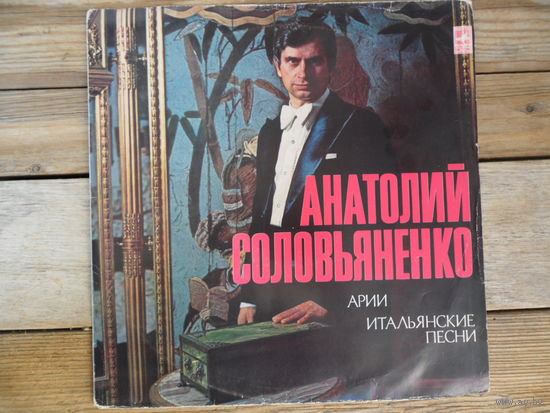 АНАТОЛИЙ
СОЛОВЬЯНЕНКО
АРИИ
ИТАЛЬЯНСКИЕ
ПЕСНИ